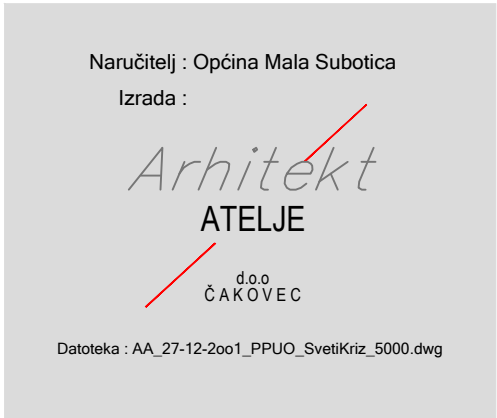 Naručitelj : Općina Mala Subotica
Izrada :
Arhitekt
ATELJE
d.o.o
ČAKOVEC
Datoteka : AA_27-12-2oo1_PPUO_SvetiKriz_5000.dwg